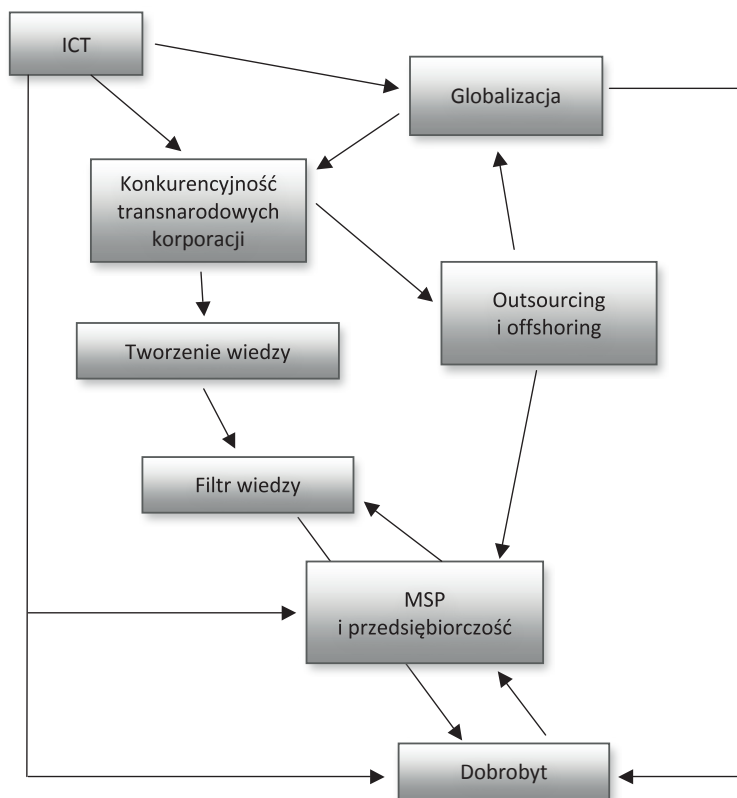 ICT
Globalizacja
Konkurencyjność
transnarodowych
korporacji
Outsourcing
i offshoring
Tworzenie wiedzy
Filtr wiedzy
MSP
i przedsiębiorczość
Dobrobyt